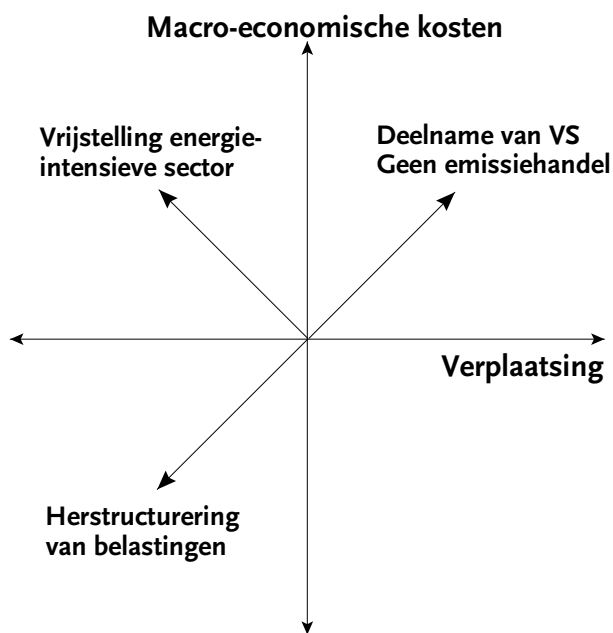 Macro-economische kosten
Vrijstelling energie-
intensieve sector
Deelname van VS
Geen emissiehandel
Verplaatsing
Herstructurering
van belastingen